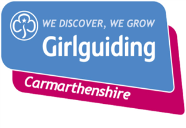 WE DISCOVER, WE GROW
Girlguiding
Carmarthenshire